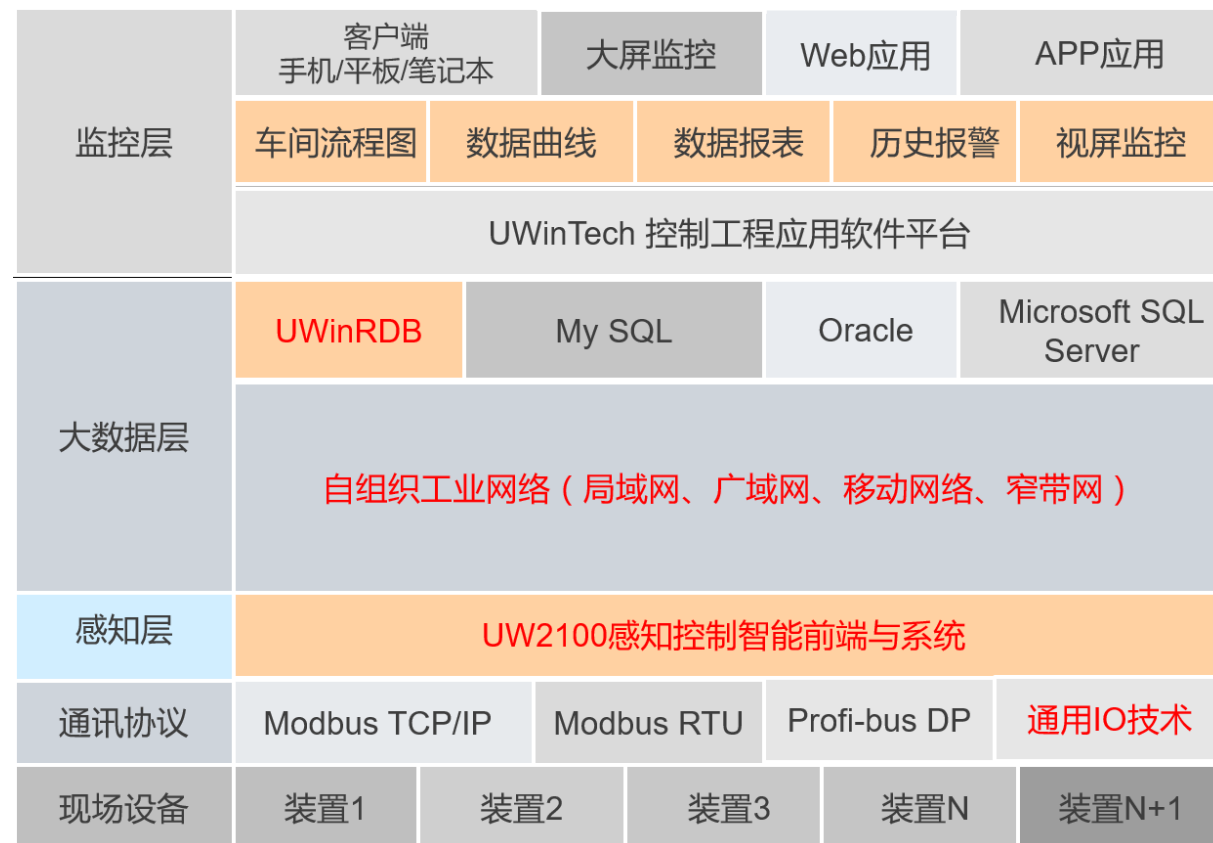 监控层
客户端
手机/平板/笔记本
大屏监控
Web应用
APP应用
车间流程图
数据曲线
数据报表
历史报警
视屏监控
UWinTech 控制工程应用软件平台
大数据层
UWinRDB
My SQL
Oracle
Microsoft SQL
Server
自组织工业网络（局域网、广域网、移动网络、窄带网）
感知层
UW2100感知控制智能前端与系统
通讯协议
Modbus TCP/IP
Modbus RTU
Profi-bus DP
通用IO技术
现场设备
装置1
装置2
装置3
装置N
装置N+1